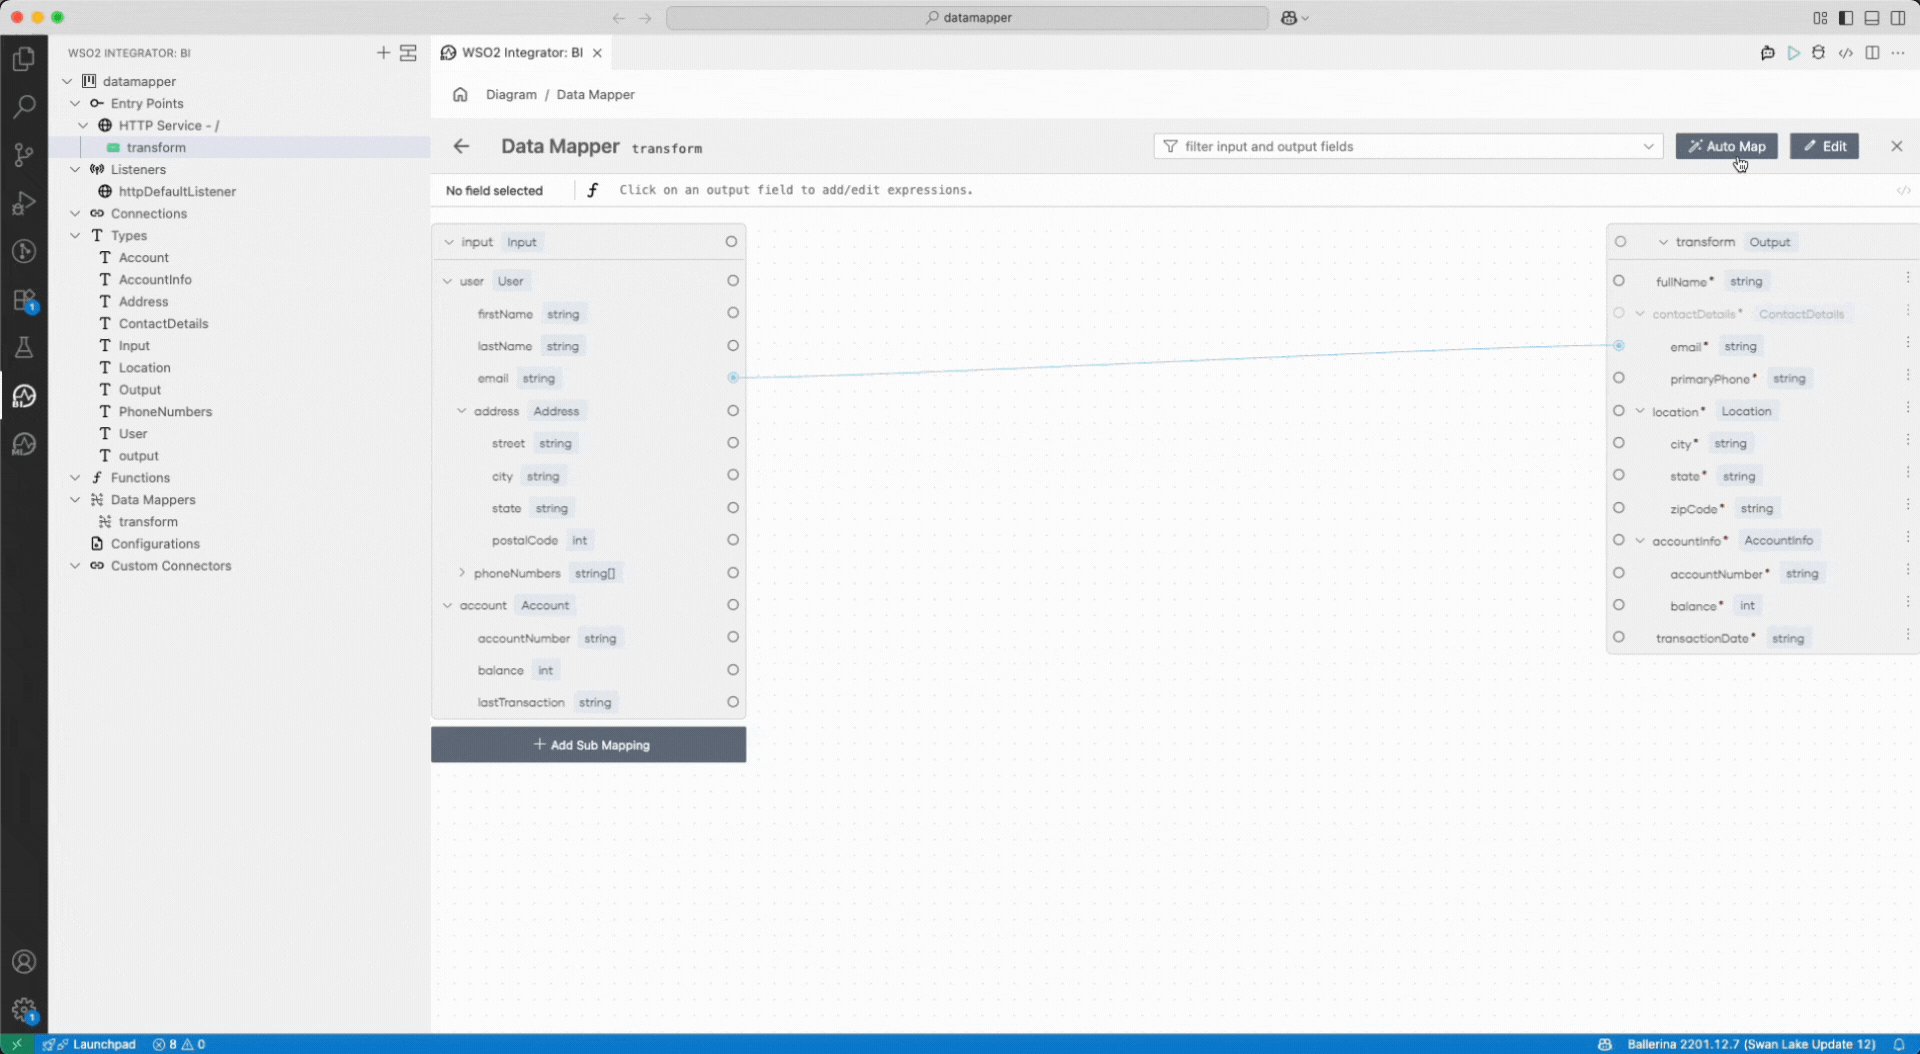 datamapper
WSO2 INTEGRATOR: BI
WSO2 Integrator: BI
datamapper
Entry Points
HTTP Service - /
transform
Listeners
httpDefaultListener
Connections
Types
Account
AccountInfo
Address
ContactDetails
Input
Location
Output
PhoneNumbers
User
output
Functions
Data Mappers
transform
Configurations
Custom Connectors
Diagram / Data Mapper
Data Mapper transform
filter input and output fields
Auto Map
Edit
No field selected
Click on an output field to add/edit expressions.
input Input
user User
firstName string
lastName string
email string
address Address
street string
city string
state string
postalCode int
phoneNumbers string[]
account Account
accountNumber string
balance int
lastTransaction string
+ Add Sub Mapping
transform Output
fullName* string
contactDetails* ContactDetails
email* string
primaryPhone* string
location* Location
city* string
state* string
zipCode* string
accountInfo* AccountInfo
accountNumber* string
balance* int
transactionDate* string
1
BI
MI
1
Launchpad
8 0
Ballerina 2201.12.7 (Swan Lake Update 12)